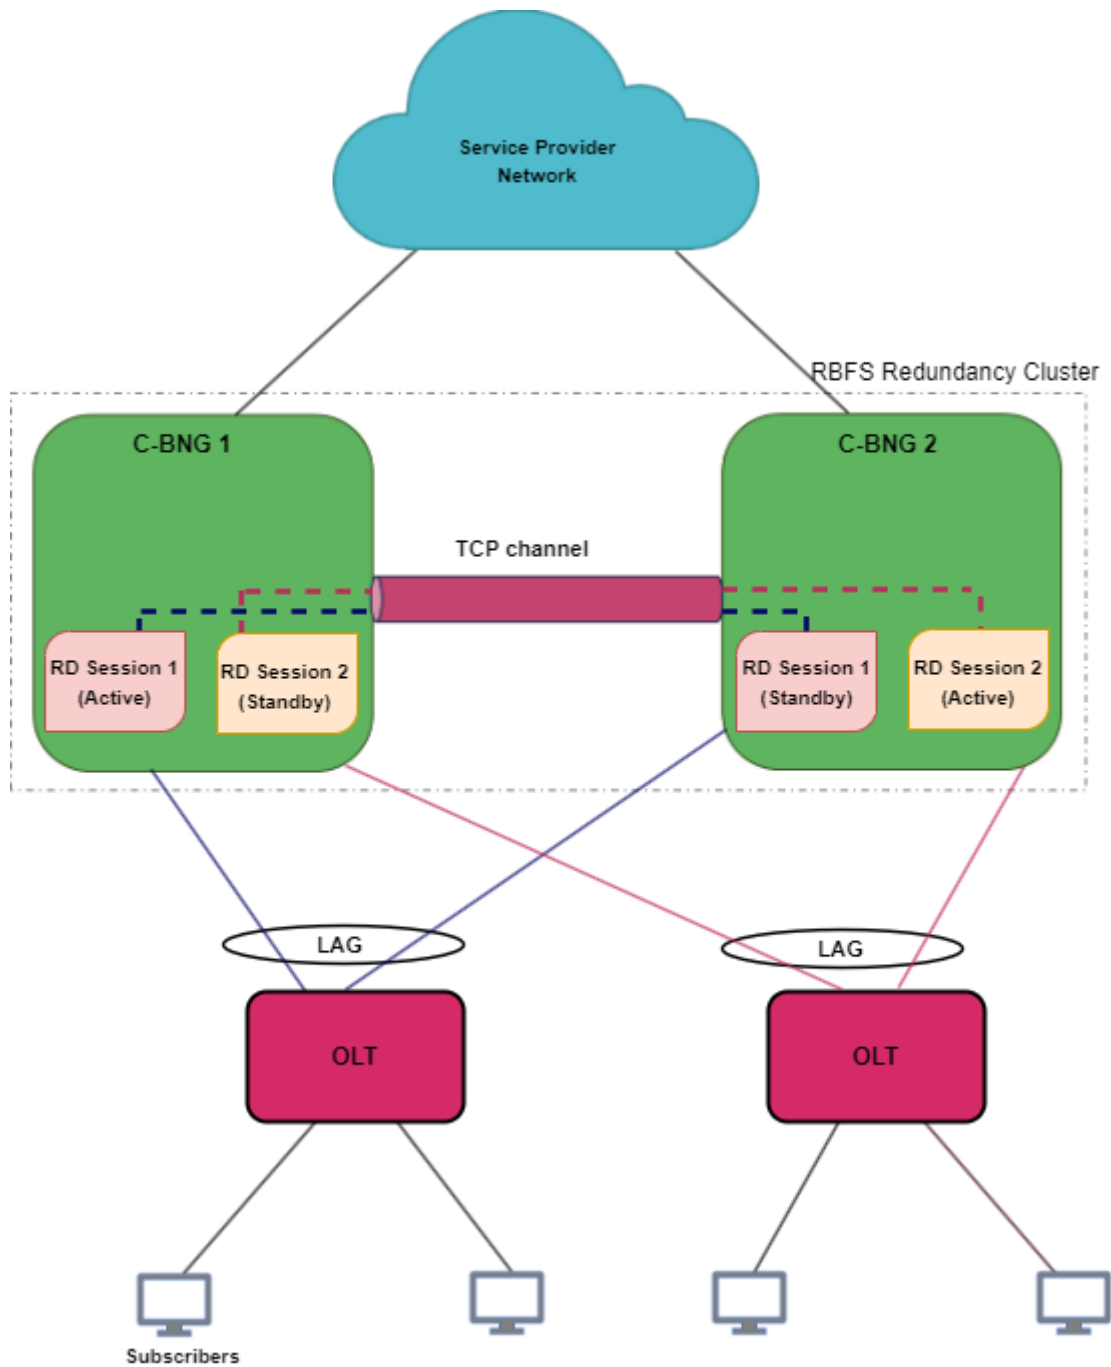 Service Provider
Network
RBFS Redundancy Cluster
C-BNG 1
C-BNG 2
TCP channel
RD Session 1
(Active)
RD Session 2
(Standby)
RD Session 1
(Standby)
RD Session 2
(Active)
LAG
LAG
OLT
OLT
Subscribers